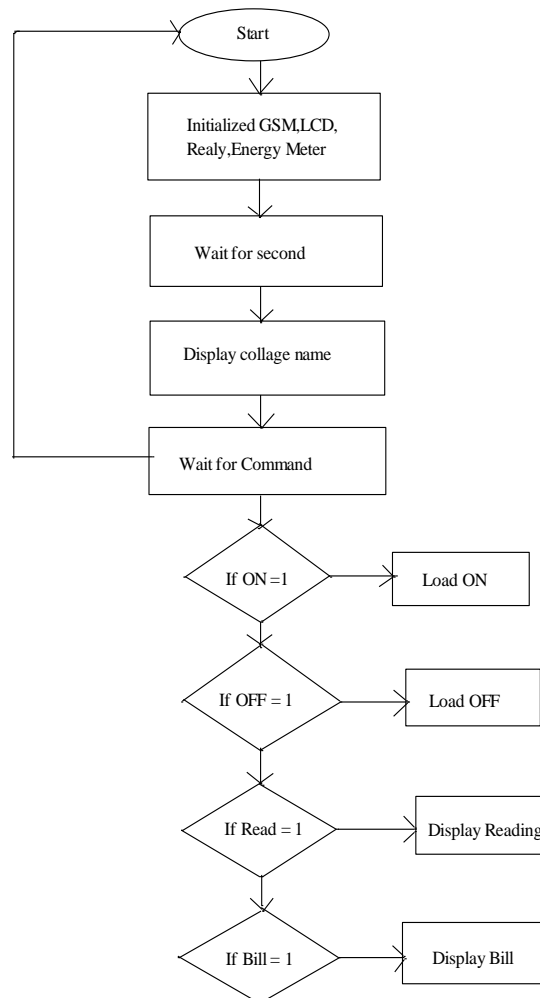 Start
Initialized GSM,LCD,
Realy,Energy Meter
Wait for second
Display collage name
Wait for Command
If ON =1
Load ON
If OFF = 1
Load OFF
If Read = 1
Display Reading
If Bill = 1
Display Bill